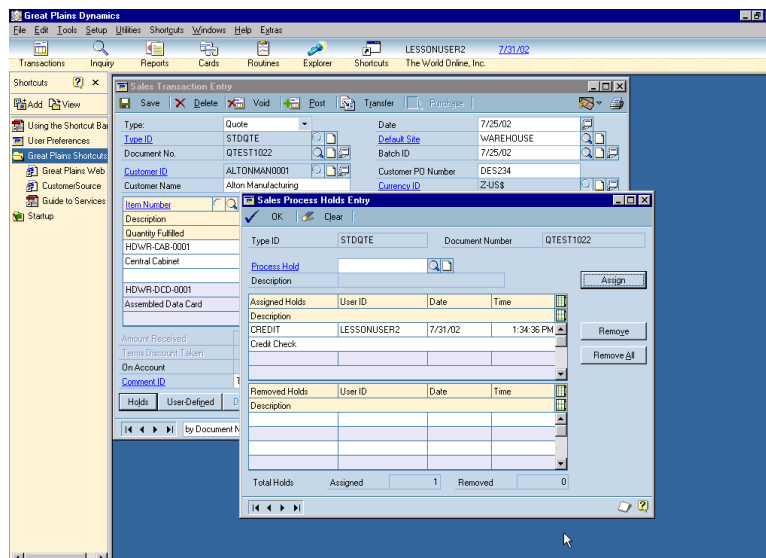 Great Plains Dynamics
File Edit Tools Setup Utilities Shortcuts Windows Help Extras
LESSONUSER2 7/31/02
Transactions Inquiry Reports Cards Routines Explorer Shortcuts The World Online, Inc.
Shortcuts
Add View
Using the Shortcut Ba
User Preferences
Great Plains Shortcuts
Great Plains Web
CustomerSource
Guide to Services
Startup
Sales Transaction Entry
Save Delete Void Post Transfer Purchase
Type: Quote Date 7/25/02
Type ID STDQTE Default Site WAREHOUSE
Document No. QTEST1022 Batch ID 7/25/02
Customer ID ALTONMAN0001 Customer PO Number DES234
Customer Name Alton Manufacturing Currency ID Z-US$
Item Number
Description
Quantity Fulfilled
HDWR-CAB-0001
Central Cabinet
HDWR-DCD-0001
Assembled Data Card
Amount Received
Terms Discount Taken
On Account
Comment ID
Holds User-Defined D
by Document N
Sales Process Holds Entry
OK Clear
Type ID STDQTE Document Number QTEST1022
Process Hold
Description
Assign
Assigned Holds User ID Date Time
Description
CREDIT LESSONUSER2 7/31/02 1:34:36 PM
Credit Check
Remove
Remove All
Removed Holds User ID Date Time
Description
Total Holds Assigned 1 Removed 0